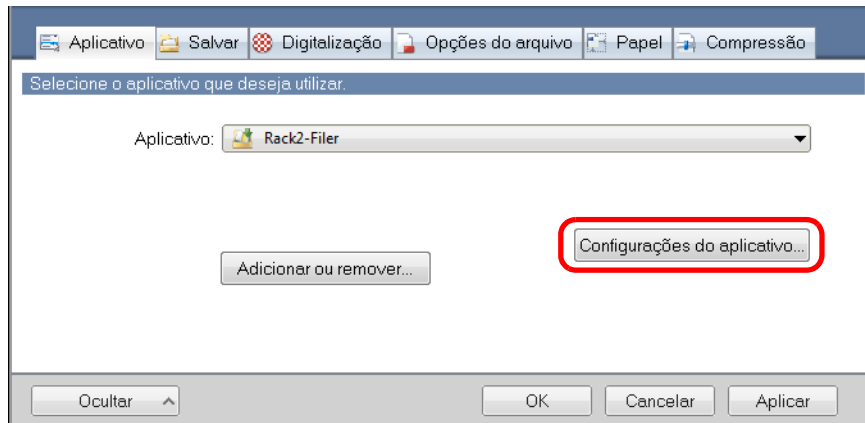 Aplicativo Salvar Digitalização Opções do arquivo Papel Compressão
Selecione o aplicativo que deseja utilizar.
Aplicativo: Rack2-Filer
Configurações do aplicativo...
Adicionar ou remover...
Ocultar OK Cancelar Aplicar